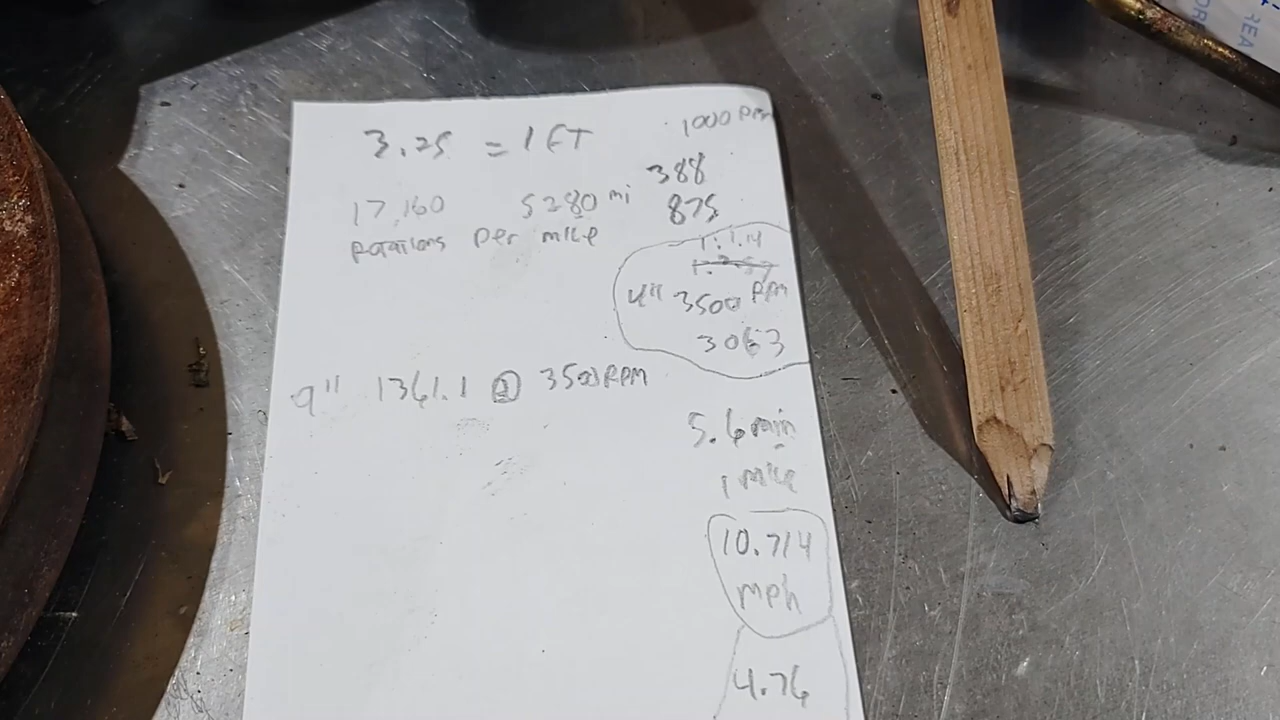 3.25 = 1 FT
1000 RPM
388
17,160 5280 mi
875
Rotations Per mile
1:1.14
4" 3500 RPM
3063
9" 1361.1 @ 3500 RPM
5.6 min
1 mile
10.714
mph
4.76